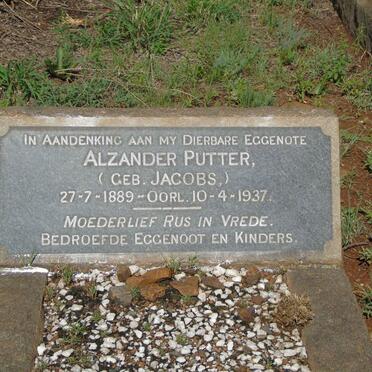 IN AANDENKING AAN MY DIERBARE EGGENOTE
ALZANDER PUTTER,
(GEB. JACOBS,)
27-7-1889 - OORL. 10-4-1937.
MOEDERLIEF RUS IN VREDE.
BEDROEFDE EGGENOOT EN KINDERS.